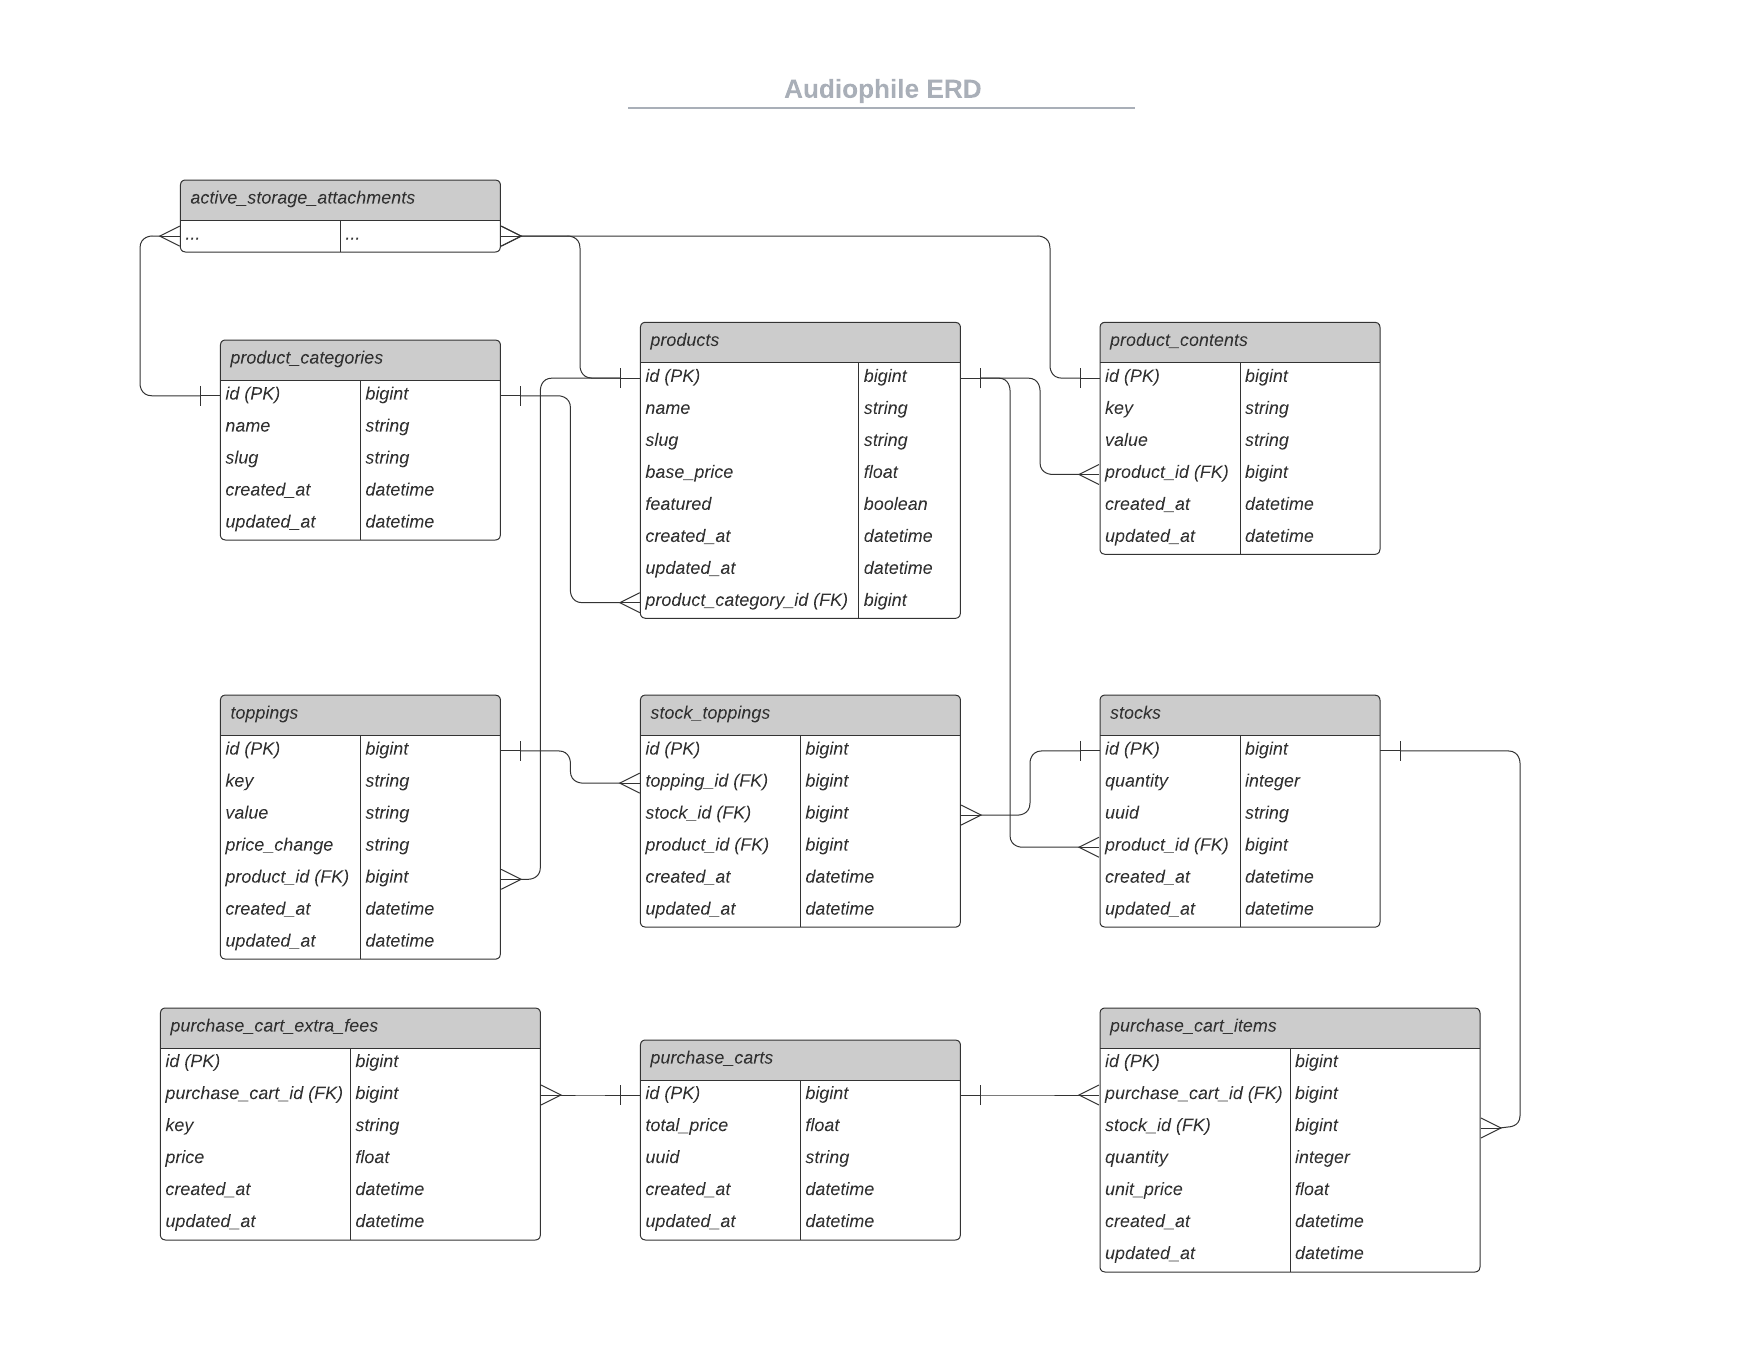 Audiophile ERD
active_storage_attachments
... ...
product_categories
id (PK) bigint
name string
slug string
created_at datetime
updated_at datetime
products
id (PK) bigint
name string
slug string
base_price float
featured boolean
created_at datetime
updated_at datetime
product_category_id (FK) bigint
product_contents
id (PK) bigint
key string
value string
product_id (FK) bigint
created_at datetime
updated_at datetime
toppings
id (PK) bigint
key string
value string
price_change string
product_id (FK) bigint
created_at datetime
updated_at datetime
stock_toppings
id (PK) bigint
topping_id (FK) bigint
stock_id (FK) bigint
product_id (FK) bigint
created_at datetime
updated_at datetime
stocks
id (PK) bigint
quantity integer
uuid string
product_id (FK) bigint
created_at datetime
updated_at datetime
purchase_cart_extra_fees
id (PK) bigint
purchase_cart_id (FK) bigint
key string
price float
created_at datetime
updated_at datetime
purchase_carts
id (PK) bigint
total_price float
uuid string
created_at datetime
updated_at datetime
purchase_cart_items
id (PK) bigint
purchase_cart_id (FK) bigint
stock_id (FK) bigint
quantity integer
unit_price float
created_at datetime
updated_at datetime